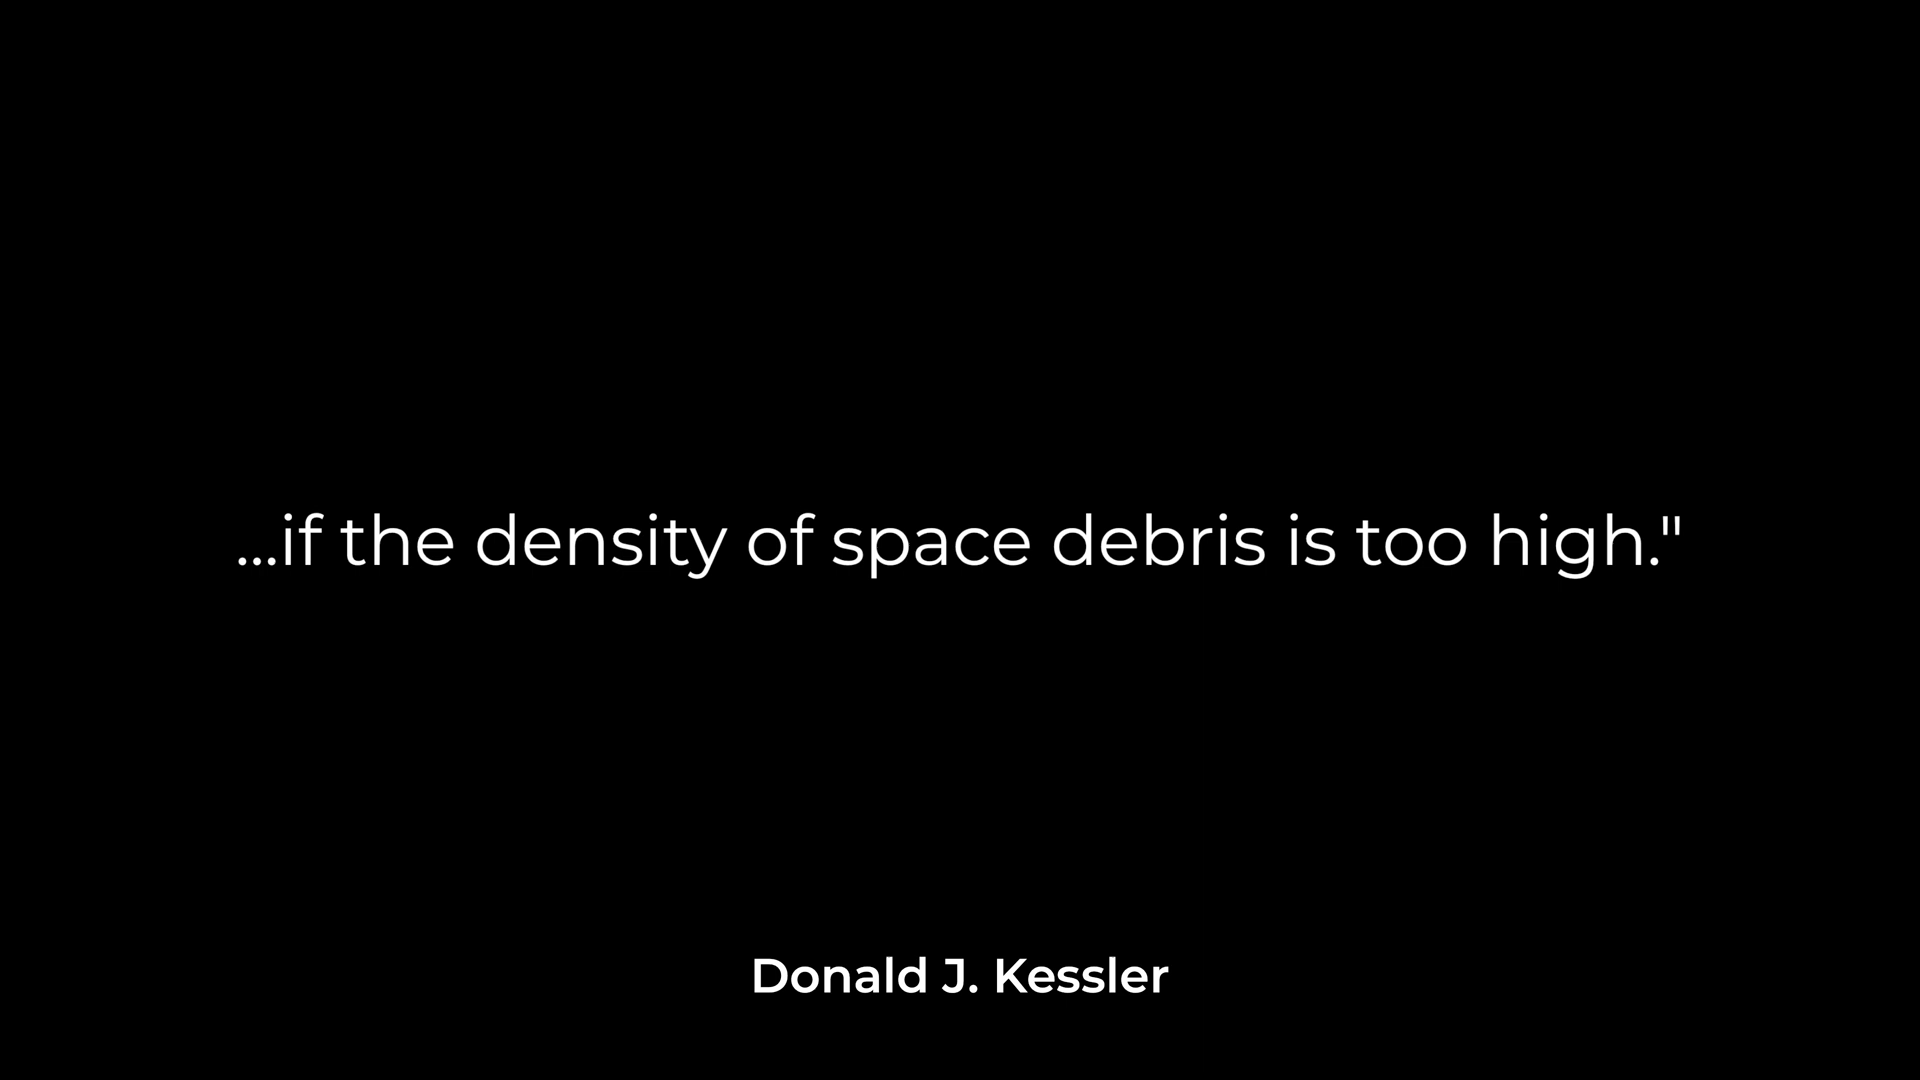 ...if the density of space debris is too high."
Donald J. Kessler